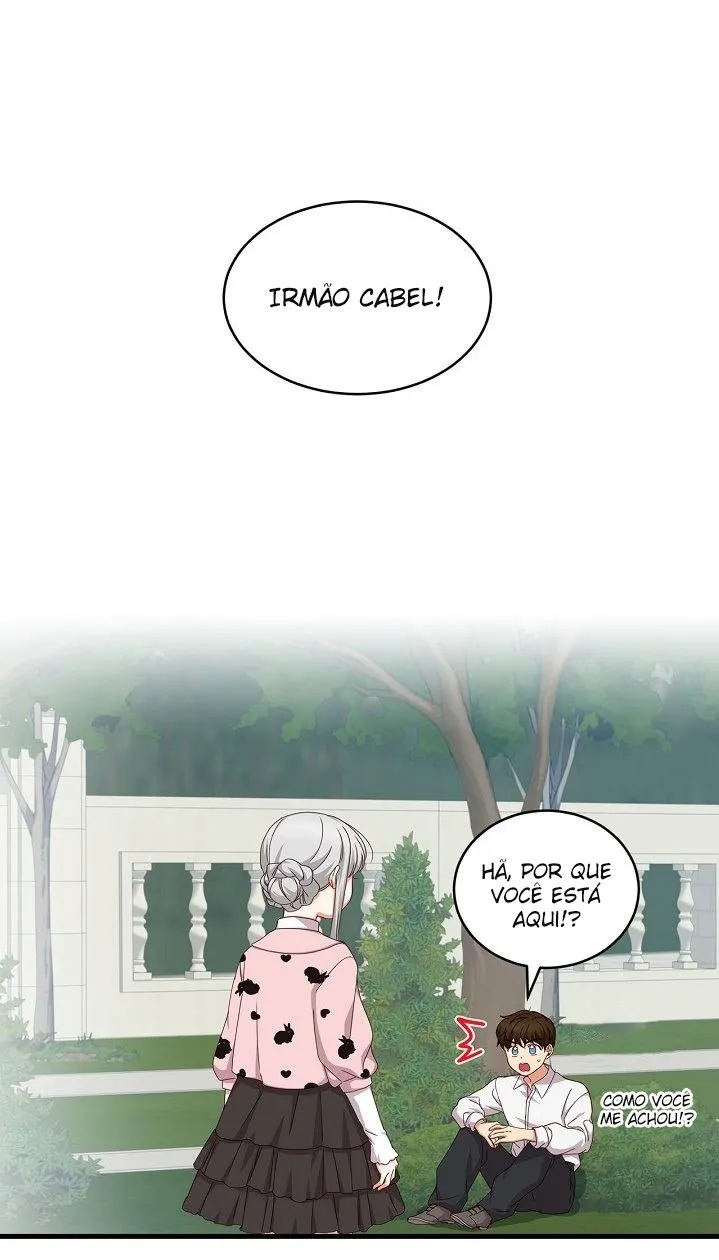 IRMÃO CABEL!
HÃ, POR QUE
VOCÊ ESTÁ
AQUI!?
COMO VOCÊ
ME ACHOU!?